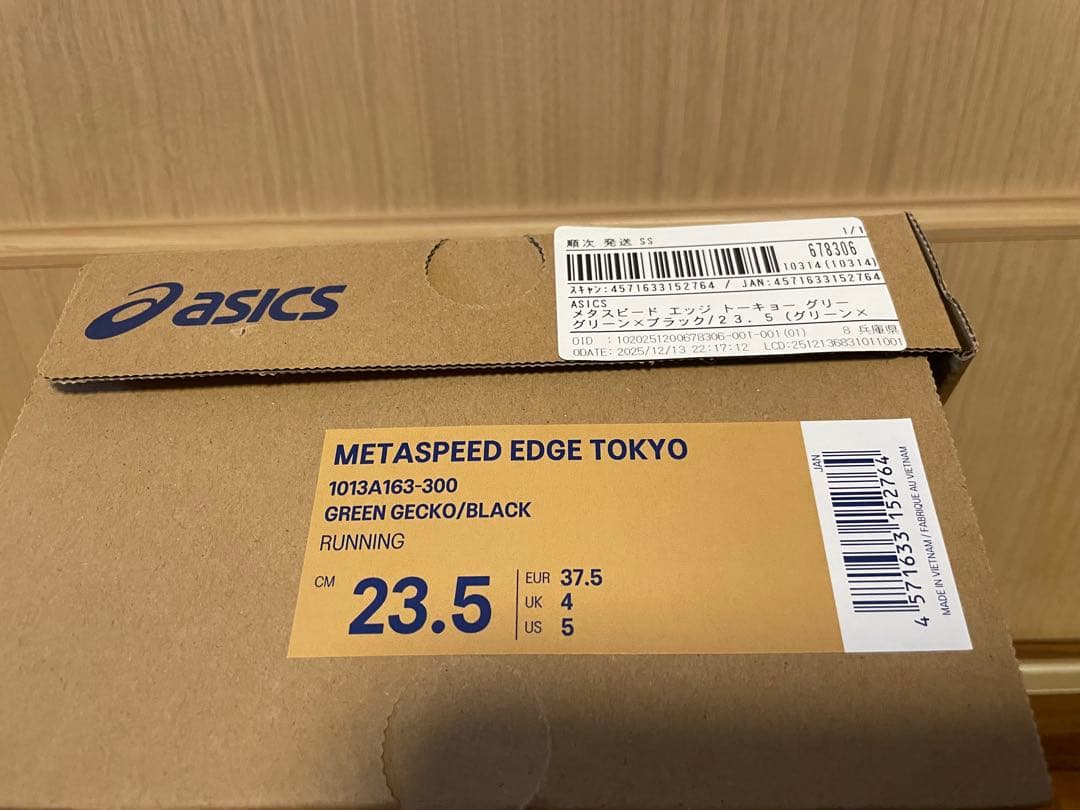 asics
順次 発送 SS
1/1
678306
10314(10314)
スキャン:4571633152764 / JAN:4571633152764
ASICS
メタスピード エッジ トーキョー グリー
グリーン×ブラック/23.5 (グリーン×
OID :1020251200678306-001-001(01) 8 兵庫県
ODATE: 2025/12/13 22:17:12 LCD:2512136831011001
METASPEED EDGE TOKYO
1013A163-300
GREEN GECKO/BLACK
RUNNING
CM 23.5
EUR 37.5
UK 4
US 5
JAN
4 571633 152764
MADE IN VIETNAM / FABRIQUE AU VIETNAM